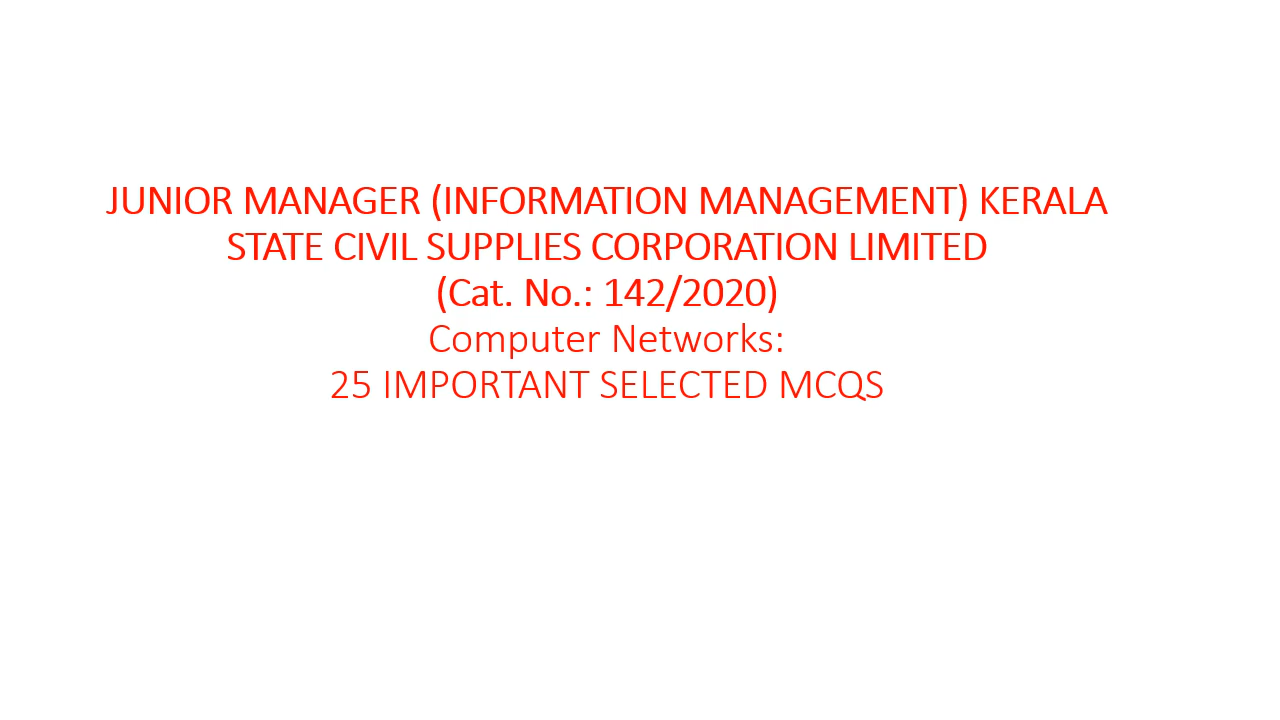 JUNIOR MANAGER (INFORMATION MANAGEMENT) KERALA
STATE CIVIL SUPPLIES CORPORATION LIMITED
(Cat. No.: 142/2020)
Computer Networks:
25 IMPORTANT SELECTED MCQS